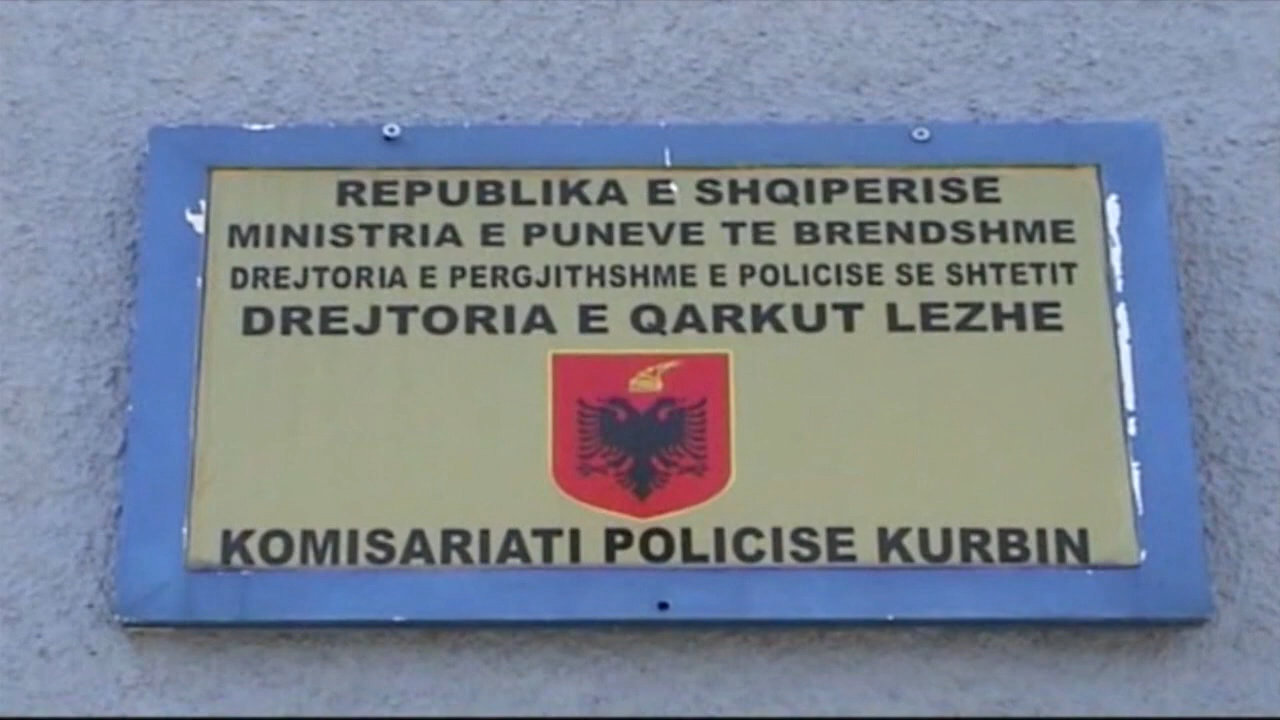 REPUBLIKA E SHQIPERISE
MINISTRIA E PUNEVE TE BRENDSHME
DREJTORIA E PERGJITHSHME E POLICISE SE SHTETIT
DREJTORIA E QARKUT LEZHE
KOMISARIATI POLICISE KURBIN